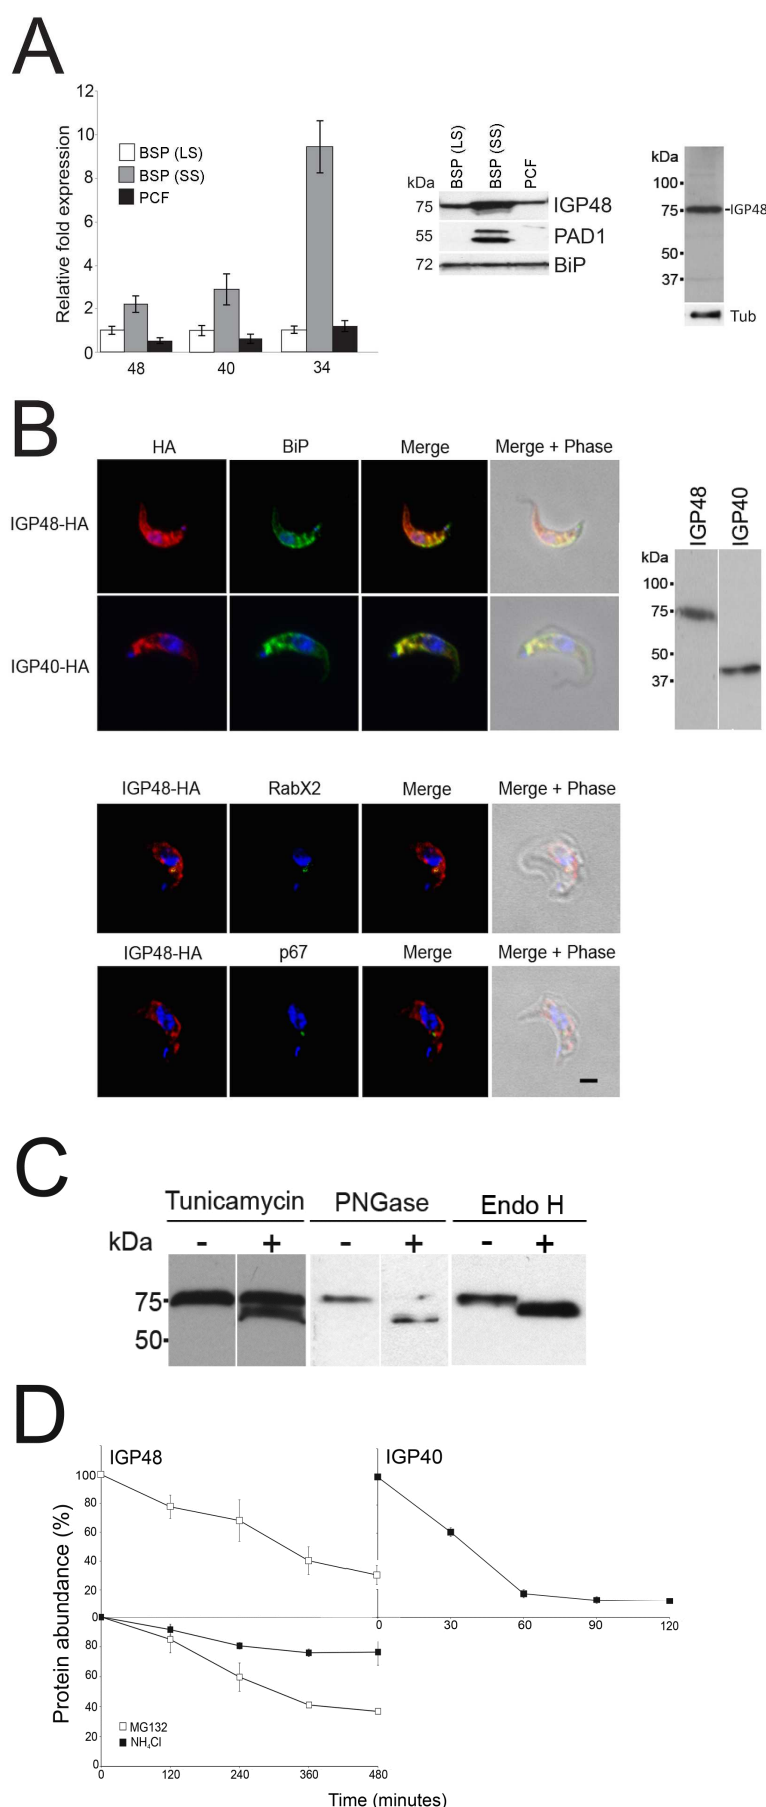 A
12
10
8
6
4
2
0
Relative fold expression
BSP (LS)
BSP (SS)
PCF
48 40 34
BSP (LS) BSP (SS) PCF
kDa
75 IGP48
55 PAD1
72 BiP
kDa
100
75 IGP48
50
37
Tub
B
HA BiP Merge Merge + Phase
IGP48-HA
IGP40-HA
IGP48 IGP40
kDa
100
75
50
37
IGP48-HA RabX2 Merge Merge + Phase
IGP48-HA p67 Merge Merge + Phase
C
Tunicamycin PNGase Endo H
kDa - + - + - +
75
50
D
IGP48 IGP40
Protein abundance (%)
100
80
60
40
20
0
0 30 60 90 120
80
60
40
20
0
MG132
NH₄Cl
0 120 240 360 480
Time (minutes)